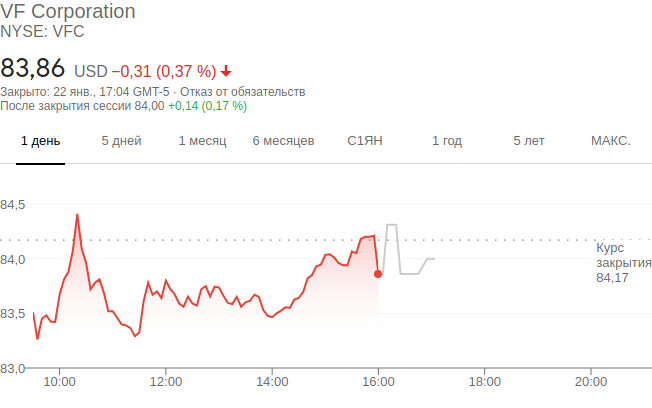 VF Corporation
NYSE: VFC
83,86 USD −0,31 (0,37 %)
Закрыто: 22 янв., 17:04 GMT-5 · Отказ от обязательств
После закрытия сессии 84,00 +0,14 (0,17 %)
1 день 5 дней 1 месяц 6 месяцев С1ЯН 1 год 5 лет МАКС.
84,5
84,0
83,5
83,0
Курс
закрытия
84,17
10:00 12:00 14:00 16:00 18:00 20:00